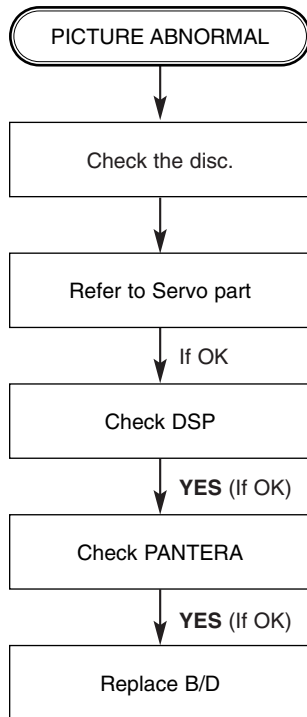 PICTURE ABNORMAL
Check the disc.
Refer to Servo part
If OK
Check DSP
YES (If OK)
Check PANTERA
YES (If OK)
Replace B/D